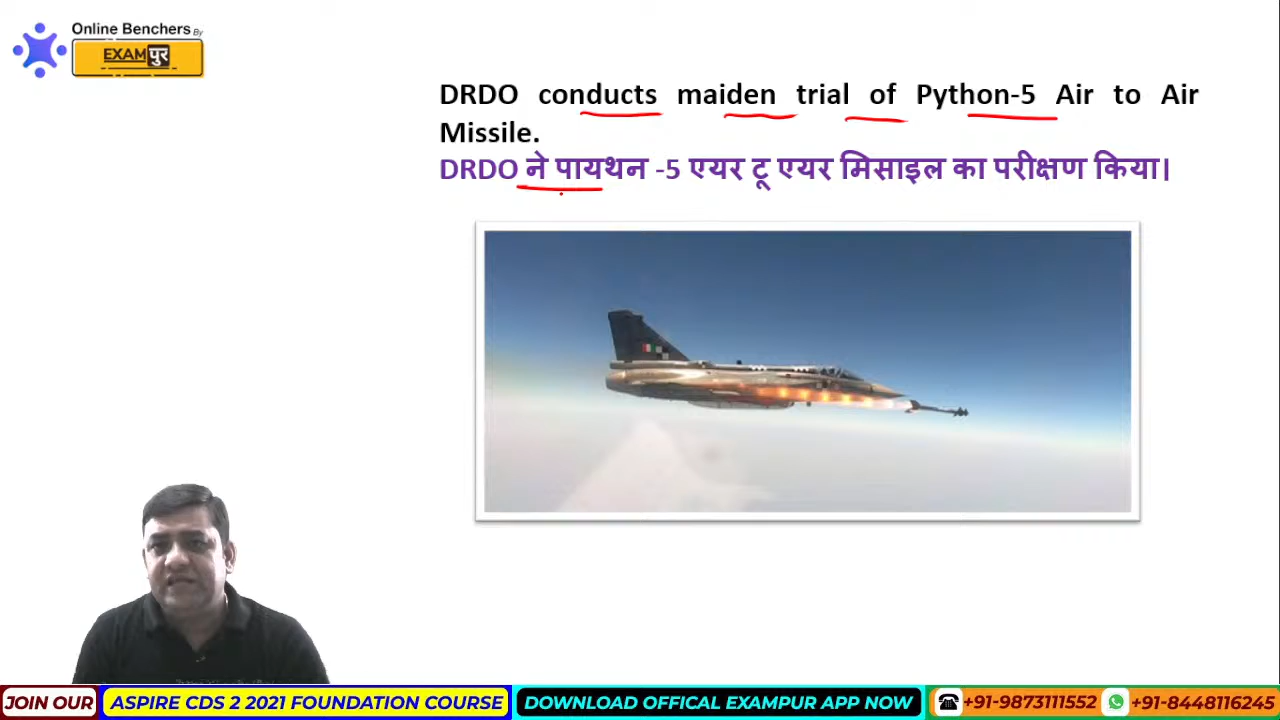 Online Benchers By
EXAMपुर
DRDO conducts maiden trial of Python-5 Air to Air
Missile.
DRDO ने पायथन -5 एयर टू एयर मिसाइल का परीक्षण किया।
JOIN OUR
ASPIRE CDS 2 2021 FOUNDATION COURSE
DOWNLOAD OFFICAL EXAMPUR APP NOW
+91-9873111552
+91-8448116245